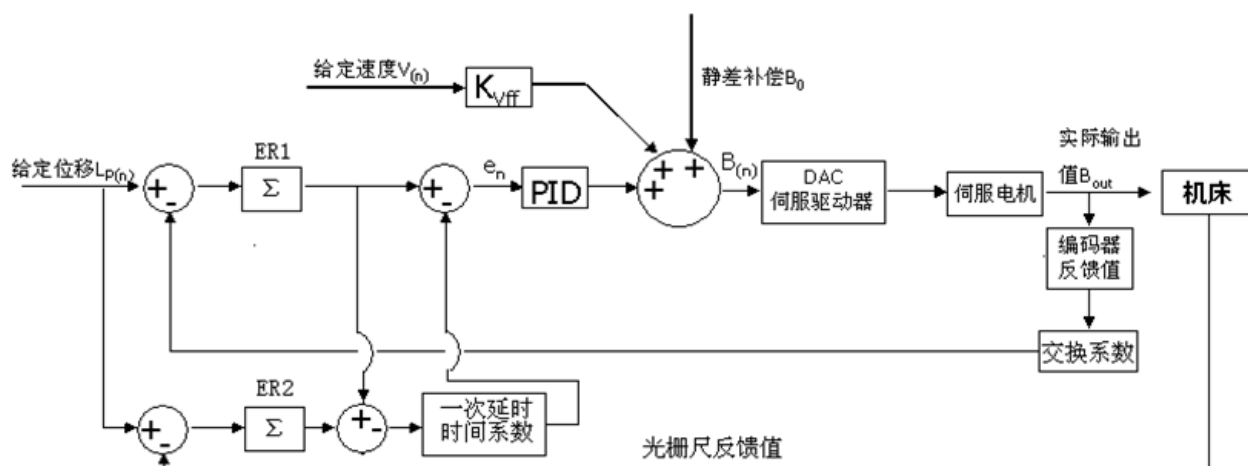 给定速度V(n)
Kvff
静差补偿B0
给定位移LP(n)
+
-
ER1
Σ
+
-
en
PID
+
+
+
B(n)
DAC
伺服驱动器
伺服电机
实际输出
值Bout
机床
编码器
反馈值
交换系数
+
-
ER2
Σ
+
-
一次延时
时间系数
光栅尺反馈值